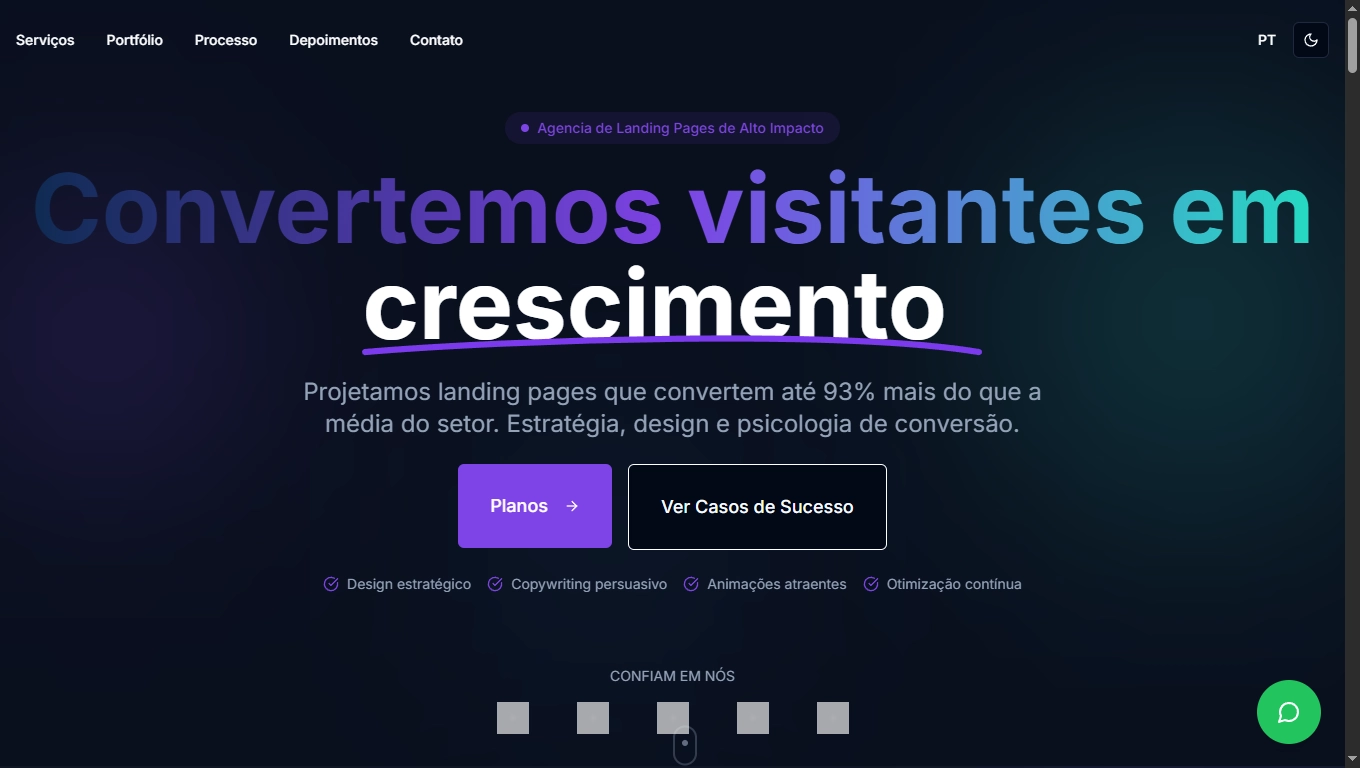 Serviços
Portfólio
Processo
Depoimentos
Contato
PT
Agencia de Landing Pages de Alto Impacto
Convertemos visitantes em
crescimento
Projetamos landing pages que convertem até 93% mais do que a
média do setor. Estratégia, design e psicologia de conversão.
Planos
Ver Casos de Sucesso
Design estratégico
Copywriting persuasivo
Animações atraentes
Otimização contínua
CONFIAM EM NÓS